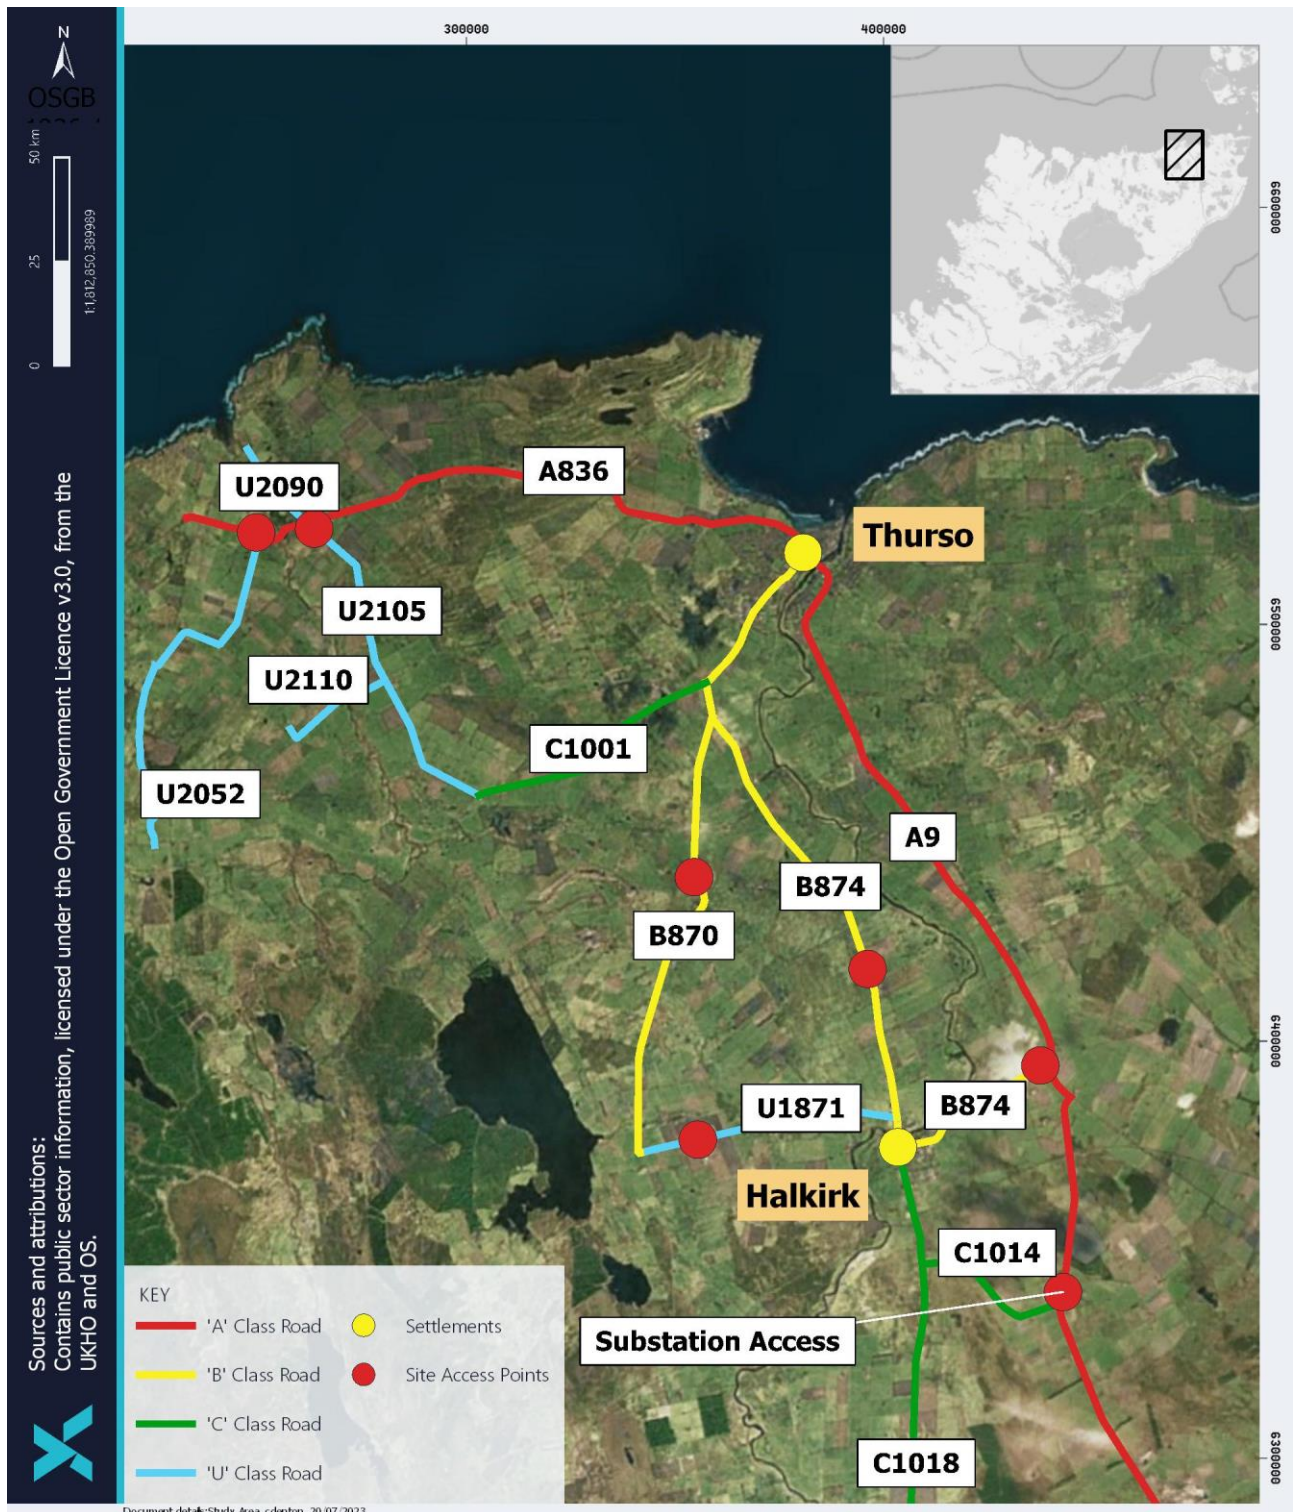 N
OSGB
50 km
25
0
1:1,812,850.389989
Sources and attributions:
Contains public sector information, licensed under the Open Government Licence v3.0, from the
UKHO and OS.
300000
400000
6600000
6500000
6400000
6300000
U2090
A836
Thurso
U2105
U2110
C1001
U2052
A9
B874
B870
U1871
B874
Halkirk
C1014
Substation Access
C1018
KEY
'A' Class Road
Settlements
'B' Class Road
Site Access Points
'C' Class Road
'U' Class Road